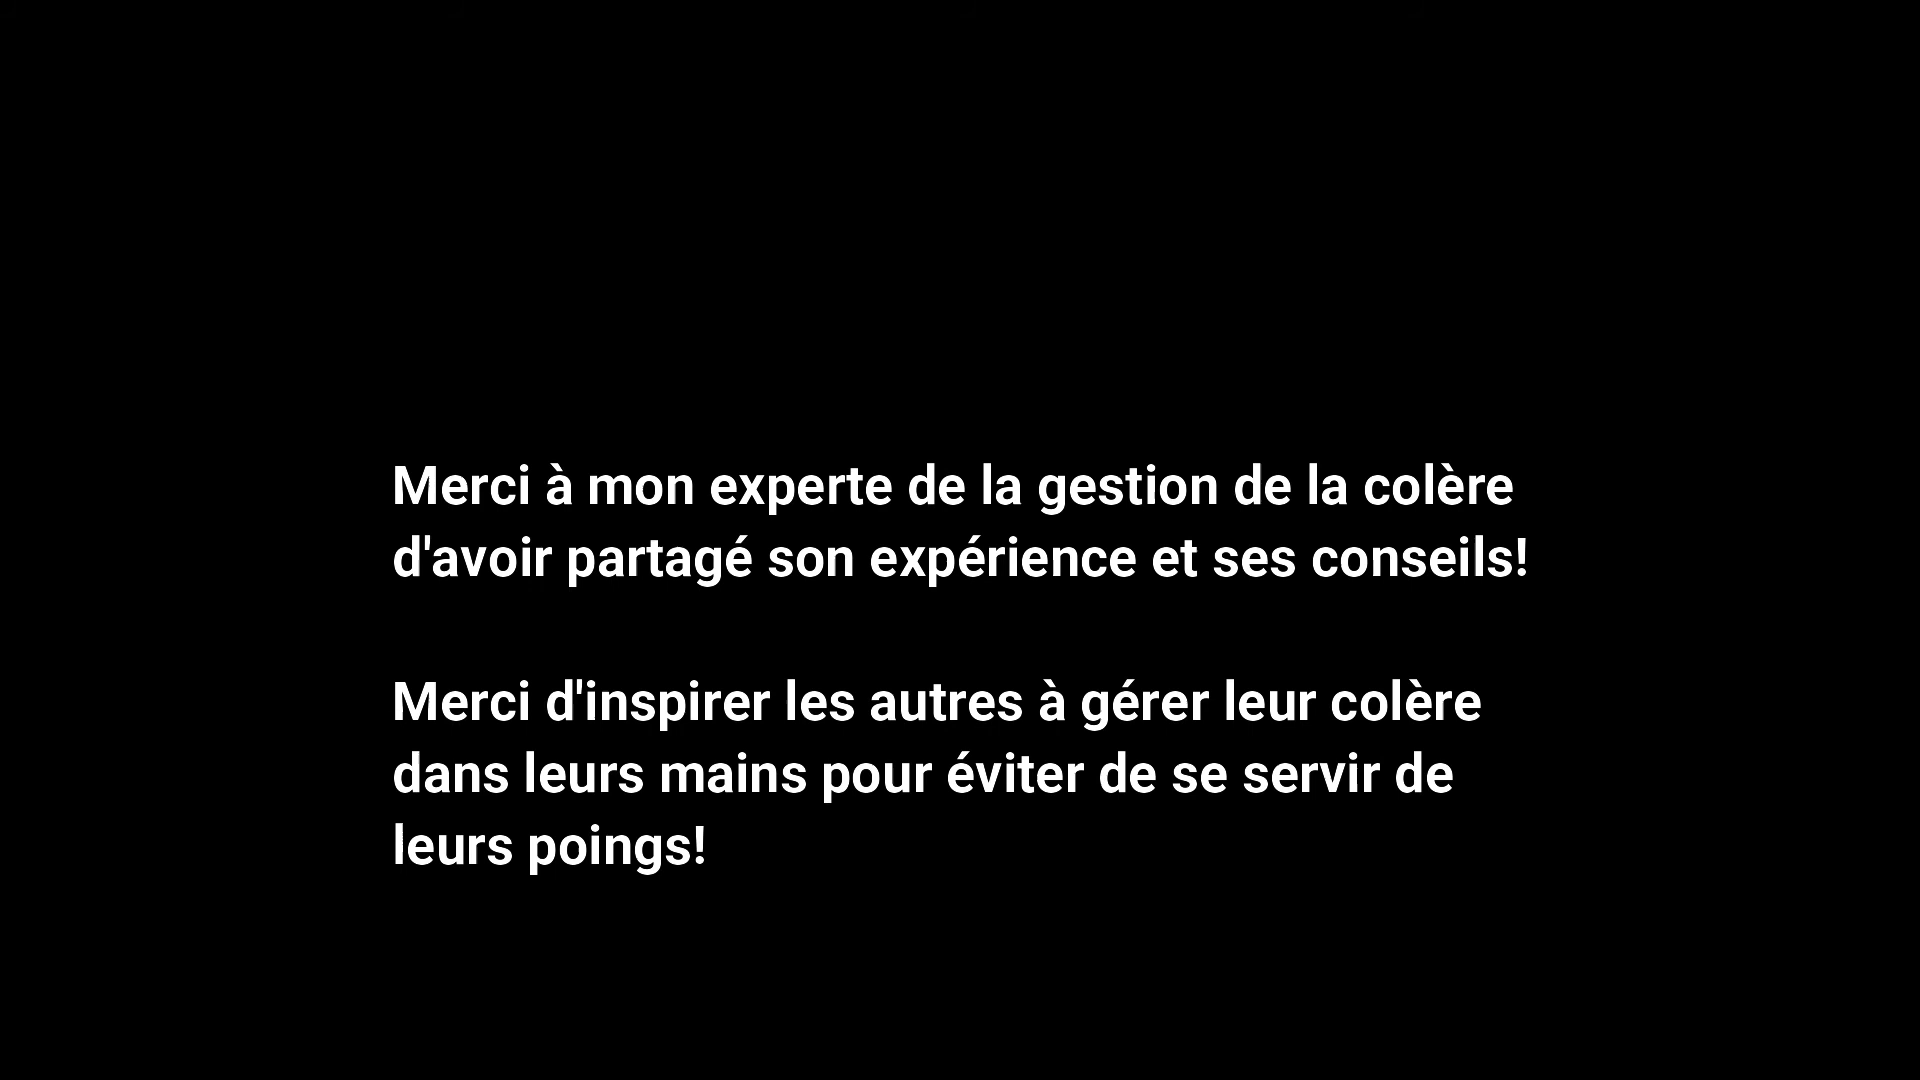 Merci à mon experte de la gestion de la colère
d'avoir partagé son expérience et ses conseils!
Merci d'inspirer les autres à gérer leur colère
dans leurs mains pour éviter de se servir de
leurs poings!